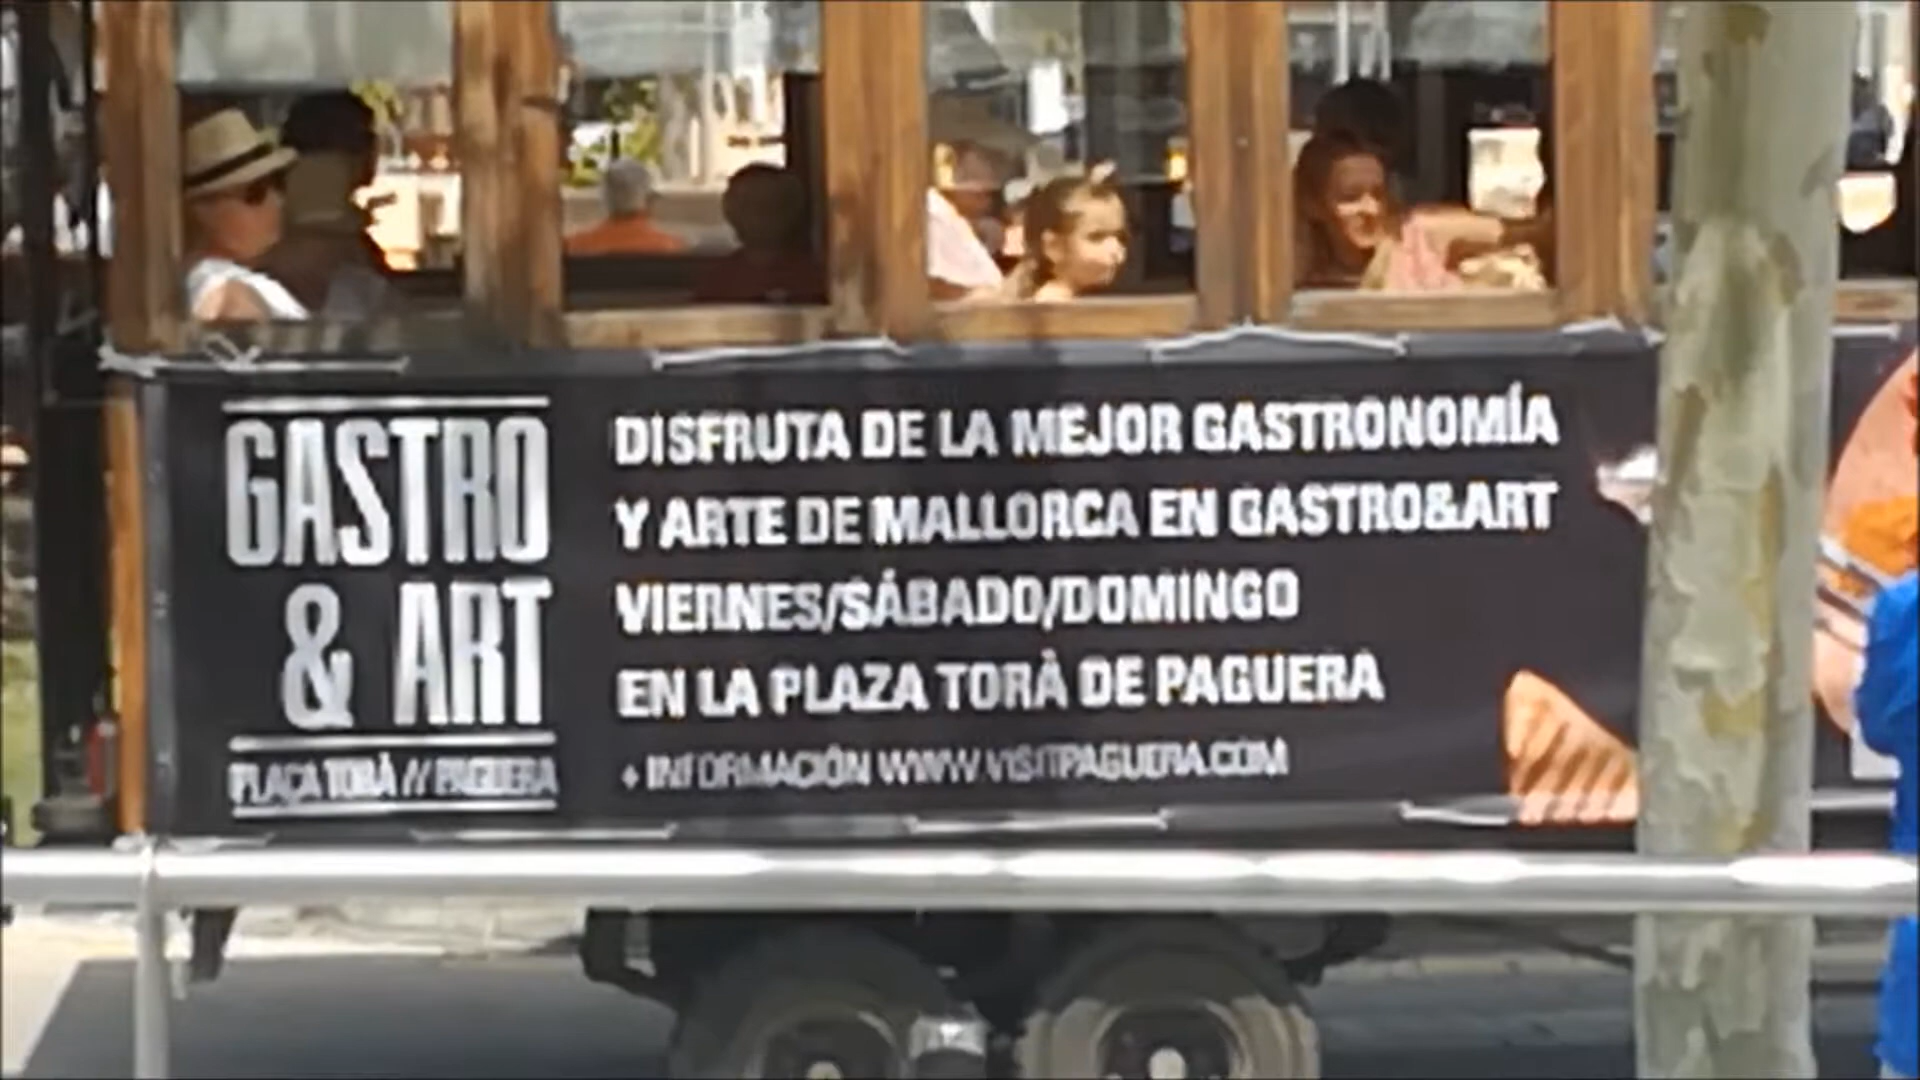 GASTRO
& ART
PLAÇA TORÀ // PAGUERA
DISFRUTA DE LA MEJOR GASTRONOMÍA
Y ARTE DE MALLORCA EN GASTRO&ART
VIERNES/SÁBADO/DOMINGO
EN LA PLAZA TORÀ DE PAGUERA
+ INFORMACIÓN WWW.VISITPAGUERA.COM